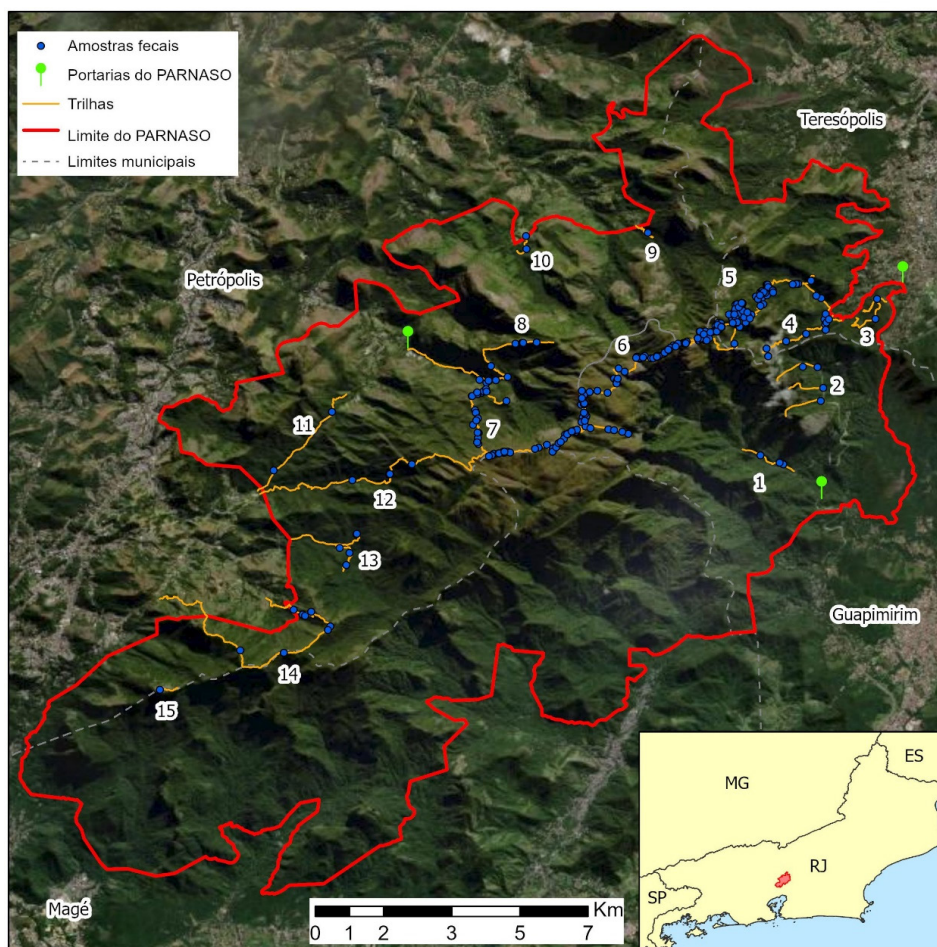 Amostras fecais
Portarias do PARNASO
Trilhas
Limite do PARNASO
Limites municipais
Teresópolis
Petrópolis
10
9
5
8
6
4
3
2
11
7
12
1
13
Guapimirim
14
15
ES
MG
RJ
SP
Magé
Km
0 1 2 3 5 7